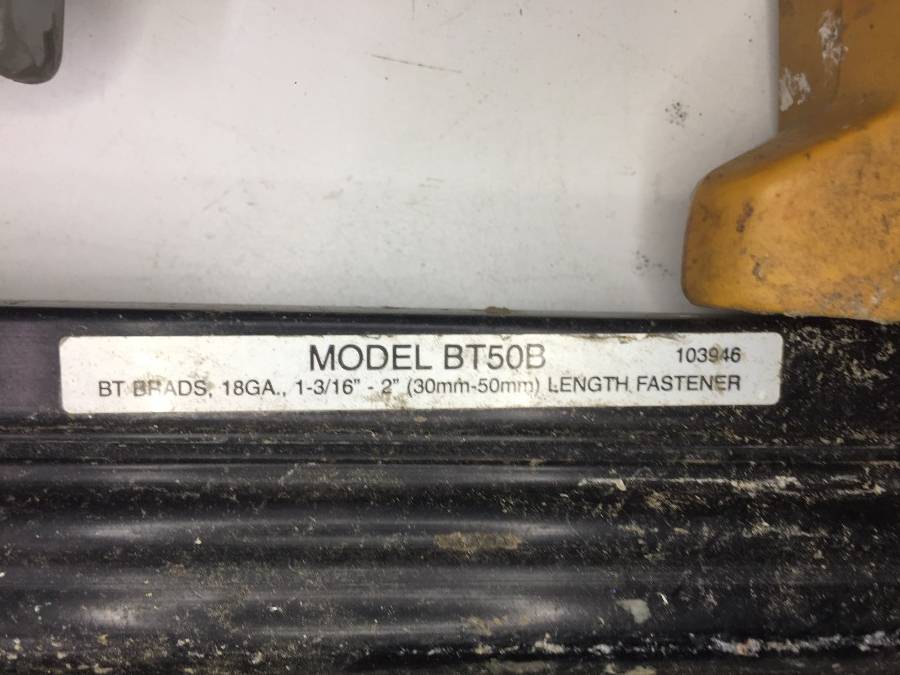 MODEL BT50B 103946
BT BRADS, 18GA., 1-3/16" - 2" (30mm-50mm) LENGTH FASTENER